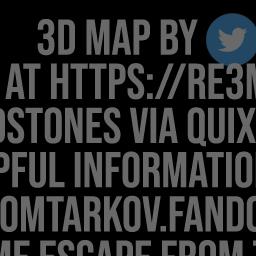 3D MAP BY
AT HTTPS://RE3M
OSTONES VIA QUIX
PFUL INFORMATIO
OMTARKOV.FANDO
ME ESCAPE FROM T